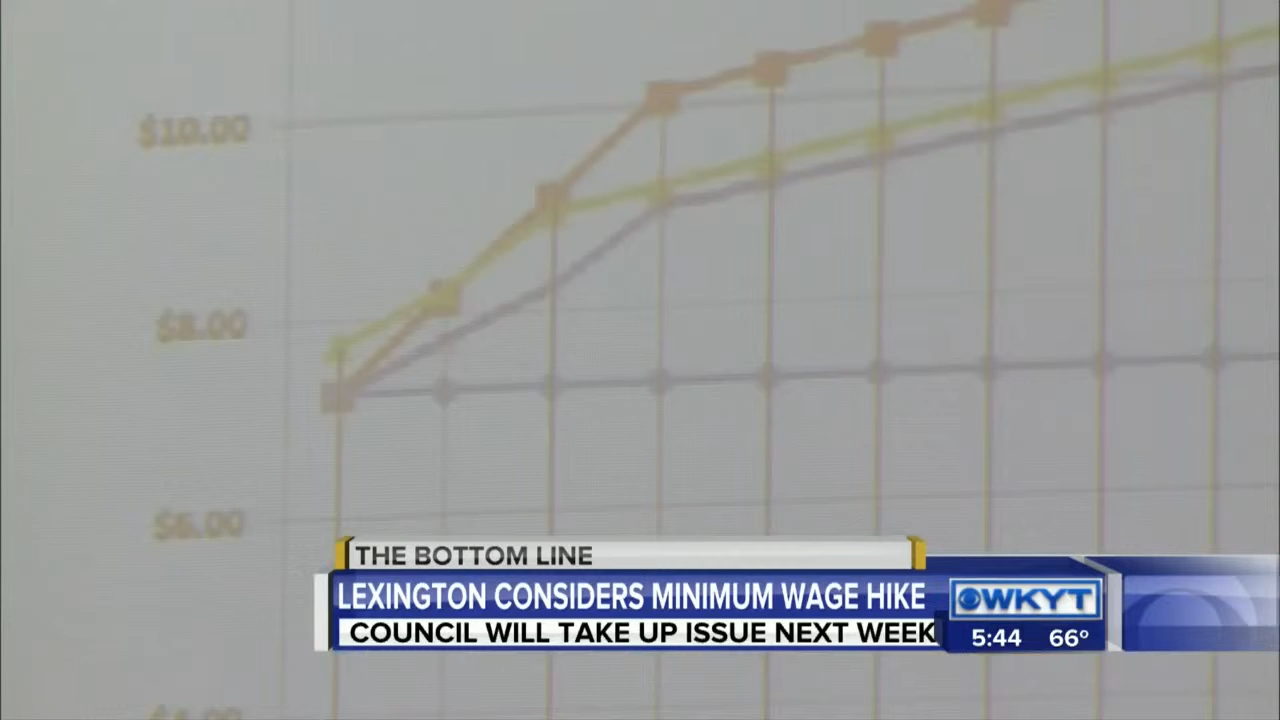 $10.00
$8.00
$6.00
THE BOTTOM LINE
LEXINGTON CONSIDERS MINIMUM WAGE HIKE
COUNCIL WILL TAKE UP ISSUE NEXT WEEK
WKYT
5:44 66º